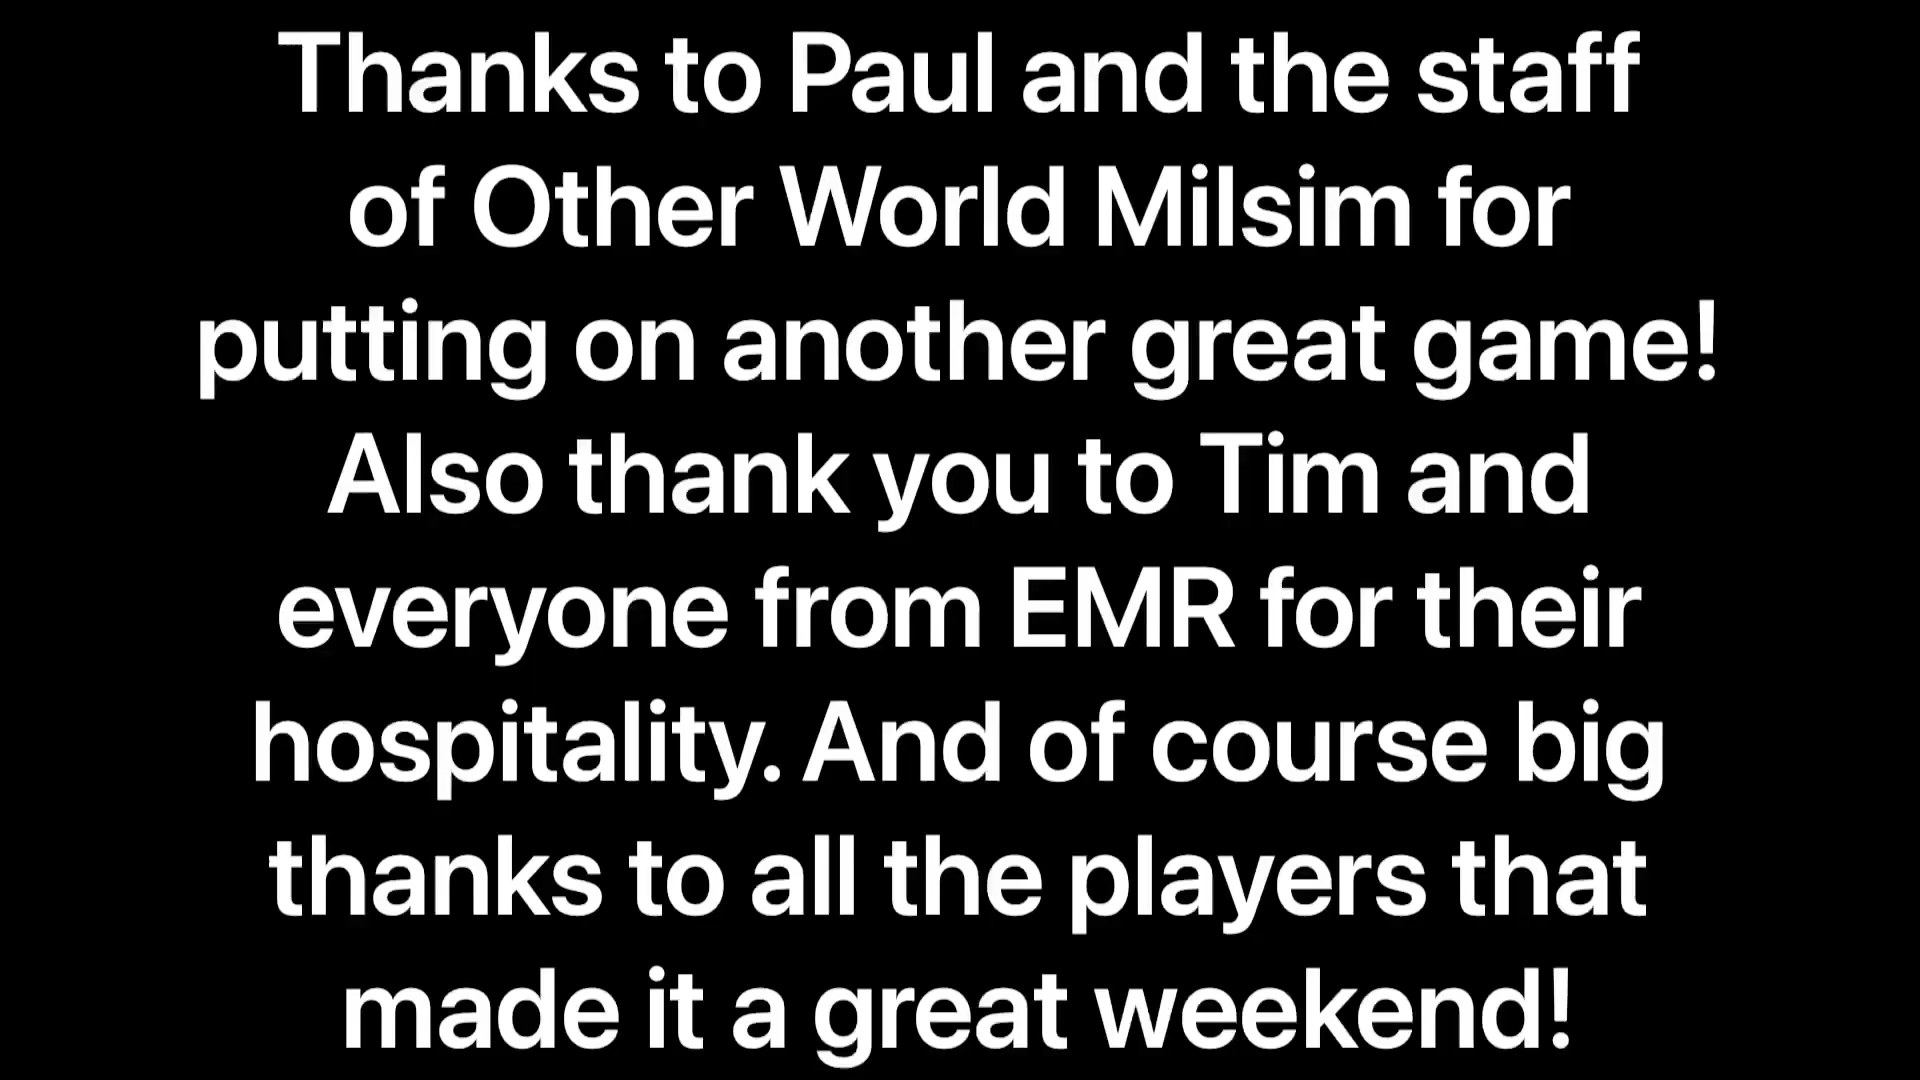 Thanks to Paul and the staff
of Other World Milsim for
putting on another great game!
Also thank you to Tim and
everyone from EMR for their
hospitality. And of course big
thanks to all the players that
made it a great weekend!